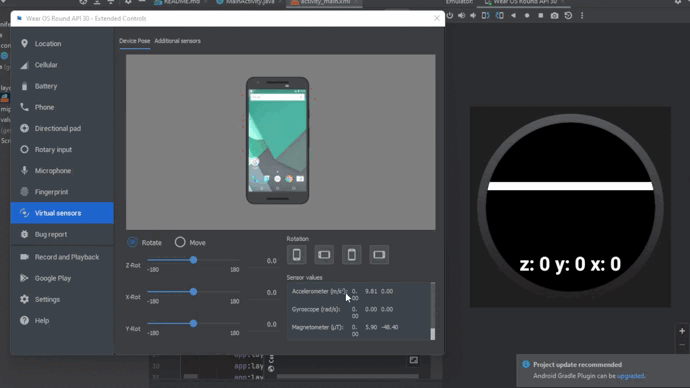 Wear OS Round API 30 - Extended Controls
README.md
MainActivity.java
activity_main.xml
Emulator:
Wear OS Round API 30
Location
Cellular
Battery
Phone
Directional pad
Rotary input
Microphone
Fingerprint
Virtual sensors
Bug report
Record and Playback
Google Play
Settings
Help
Device Pose Additional sensors
Rotate Move
Z-Rot -180 180 0.0
X-Rot -180 180 0.0
Y-Rot -180 180 0.0
Rotation
Sensor values
Accelerometer (m/s²): 0.00 9.81 0.00
Gyroscope (rad/s): 0.00 0.00 0.00
Magnetometer (μT): 0.00 5.90 -48.40
z: 0 y: 0 x: 0
app:lay
app:lay
Project update recommended
Android Gradle Plugin can be upgraded.